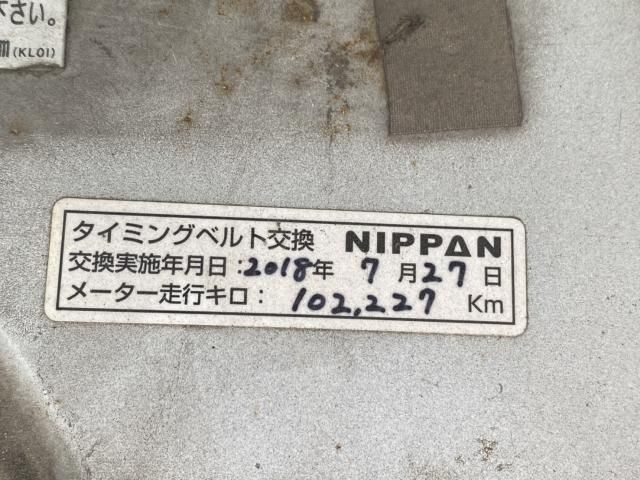 さい。
m(KL01)
タイミングベルト交換 NIPPAN
交換実施年月日:2018年 7月27日
メーター走行キロ: 102,227 Km